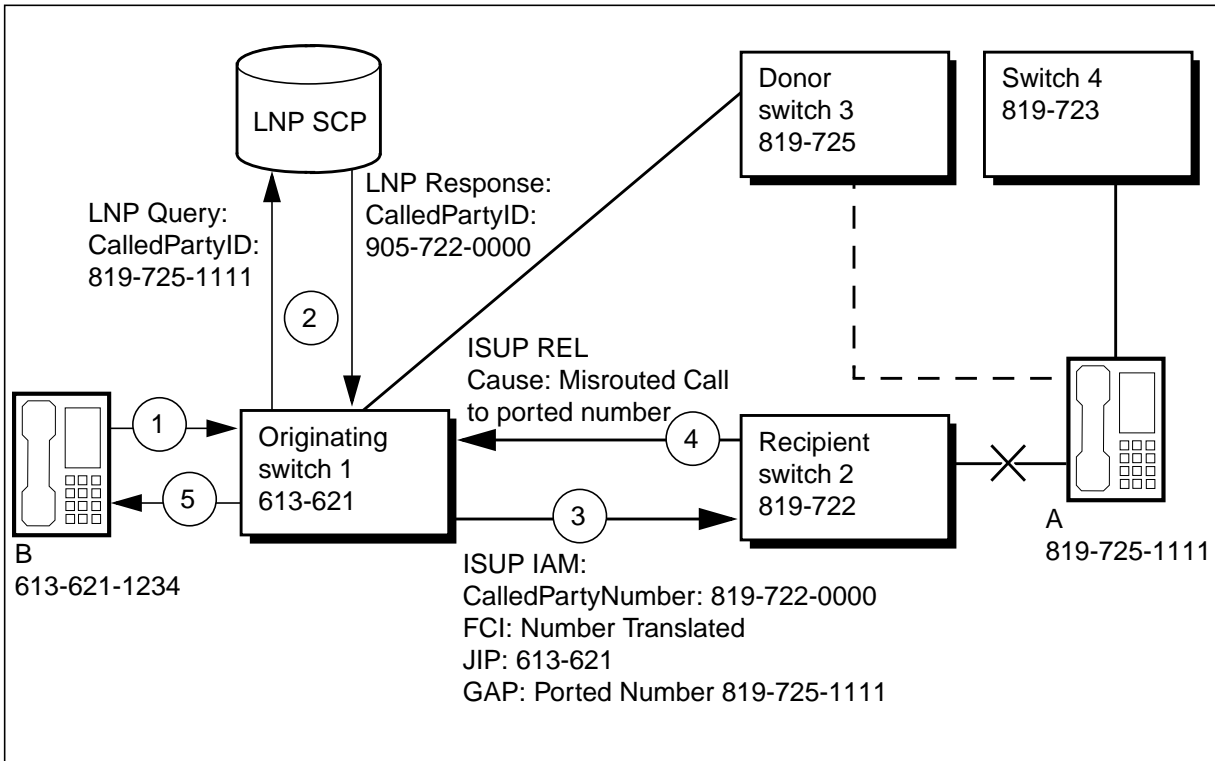 LNP SCP
Donor
switch 3
819-725
Switch 4
819-723
LNP Query:
CalledPartyID:
819-725-1111
LNP Response:
CalledPartyID:
905-722-0000
2
ISUP REL
Cause: Misrouted Call
to ported number
1
Originating
switch 1
613-621
4
Recipient
switch 2
819-722
5
3
B
613-621-1234
A
819-725-1111
ISUP IAM:
CalledPartyNumber: 819-722-0000
FCI: Number Translated
JIP: 613-621
GAP: Ported Number 819-725-1111